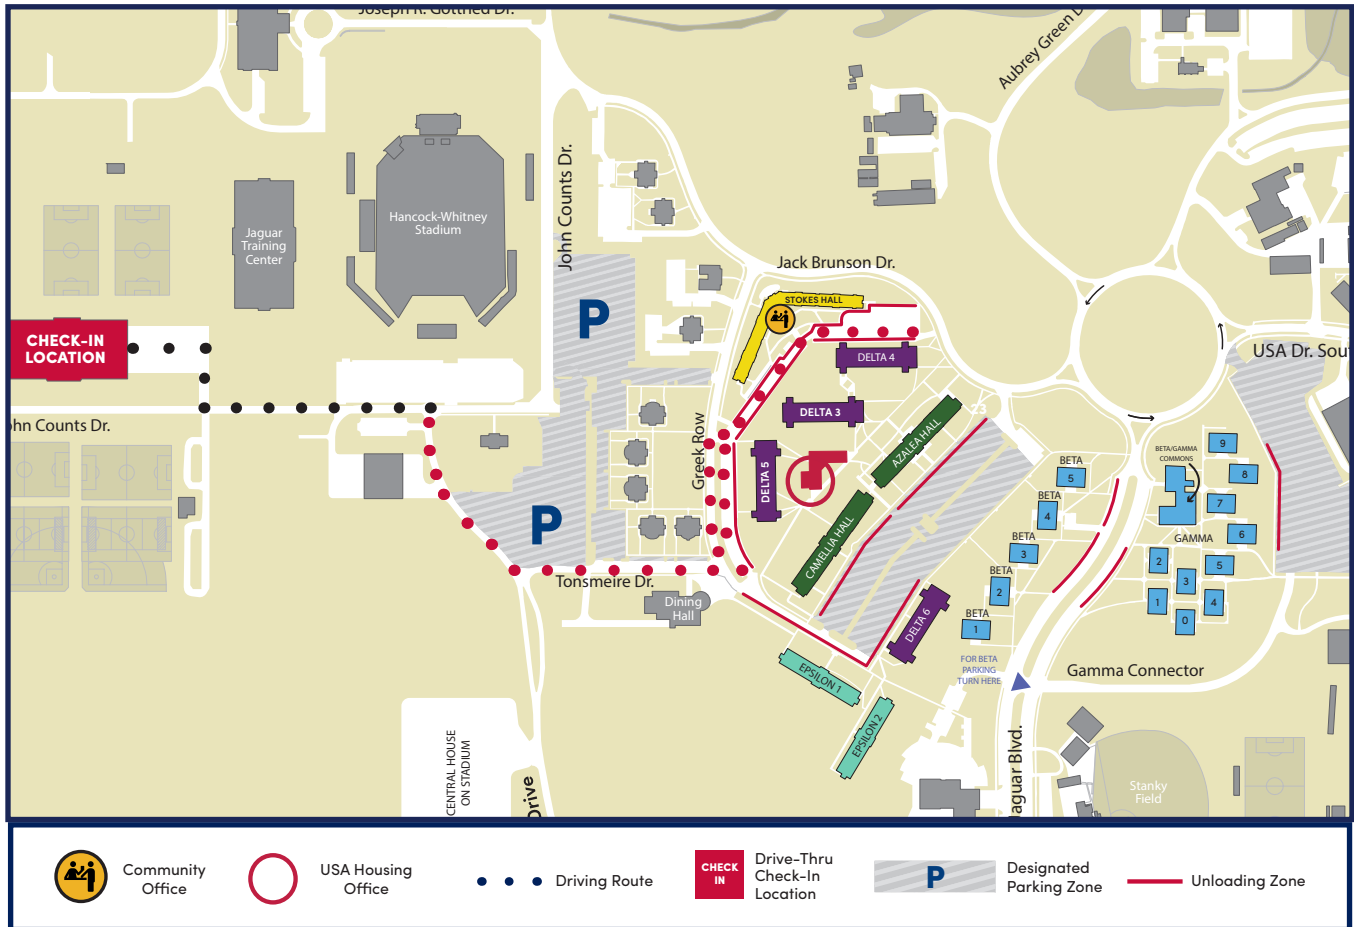 Joseph R. Gottfried Dr.
Aubrey Green D
John Counts Dr.
Hancock-Whitney
Stadium
Jaguar
Training
Center
Jack Brunson Dr.
STOKES HALL
P
CHECK-IN
LOCATION
DELTA 4
USA Dr. Sou
DELTA 3
23
AZALEA HALL
ohn Counts Dr.
Greek Row
DELTA 5
BETA
5
BETA/GAMMA
COMMONS
9
8
BETA
4
7
P
CAMELLIA HALL
BETA
3
GAMMA
6
2
5
3
Tonsmeire Dr.
BETA
2
1
4
0
Dining
Hall
DELTA 6
BETA
1
EPSILON 1
FOR BETA
PARKING
TURN HERE
Gamma Connector
EPSILON 2
CENTRAL HOUSE
ON STADIUM
Drive
Jaguar Blvd.
Stanky
Field
Community
Office
USA Housing
Office
Driving Route
CHECK
IN
Drive-Thru
Check-In
Location
P
Designated
Parking Zone
Unloading Zone